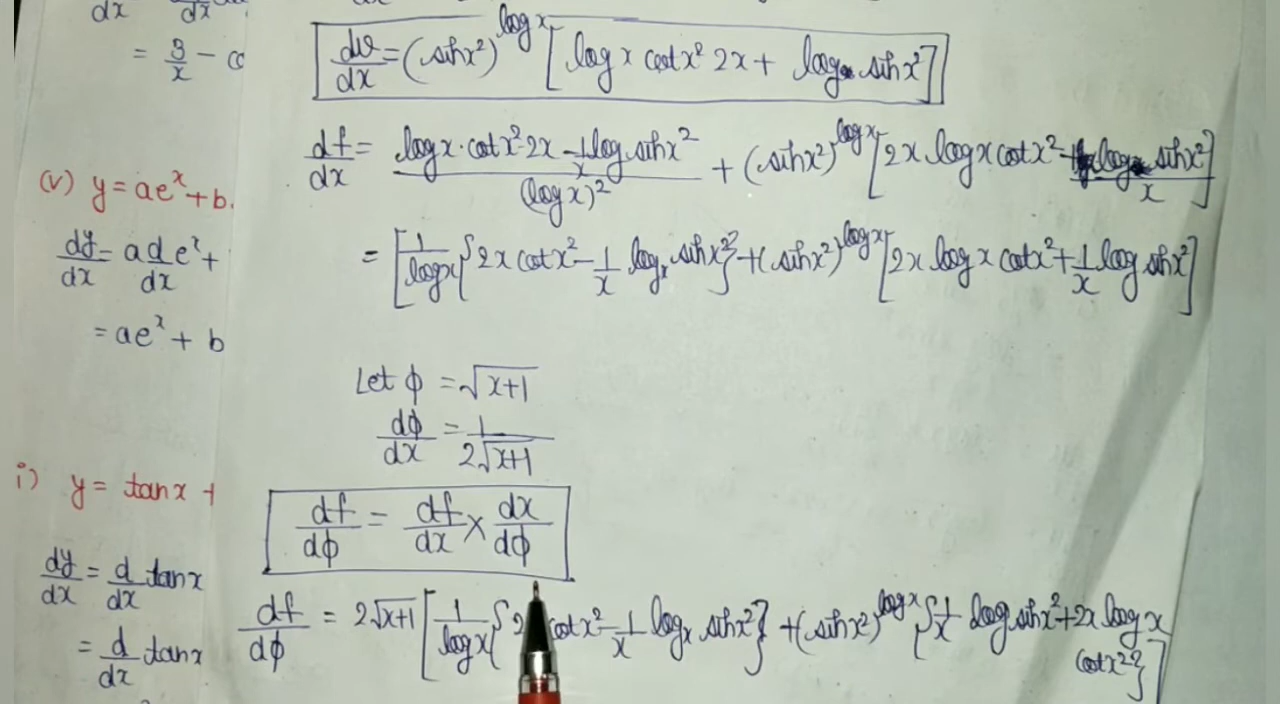 dx dx
= 3/x - co
(v) y = ae^x + b.
dy/dx = a d/dx e^x +
= ae^x + b
i) y = tan x +
dy/dx = d/dx tan x
= d/dx tan x
dv/dx = (sin x²)^{log x} [log x cot x² 2x + log sin x²]
df/dx = log x · cot x² · 2x - 1/x log sin x² / (log x)² + (sin x²)^{log x} [2x log x cot x² + log sin x² / x]
= [1/log x { 2x cot x² - 1/x log_x sin x² } + (sin x²)^{log x} [2x log x cot x² + 1/x log sin x²]
Let φ = √x+1
dφ/dx = 1/2√x+1
df/dφ = df/dx × dx/dφ
df/dφ = 2√x+1 [1/log x { 2 cot x² - 1/x log_x sin x² } + (sin x²)^{log x} { 1/x log sin x² + 2x log x
cot x² } ]